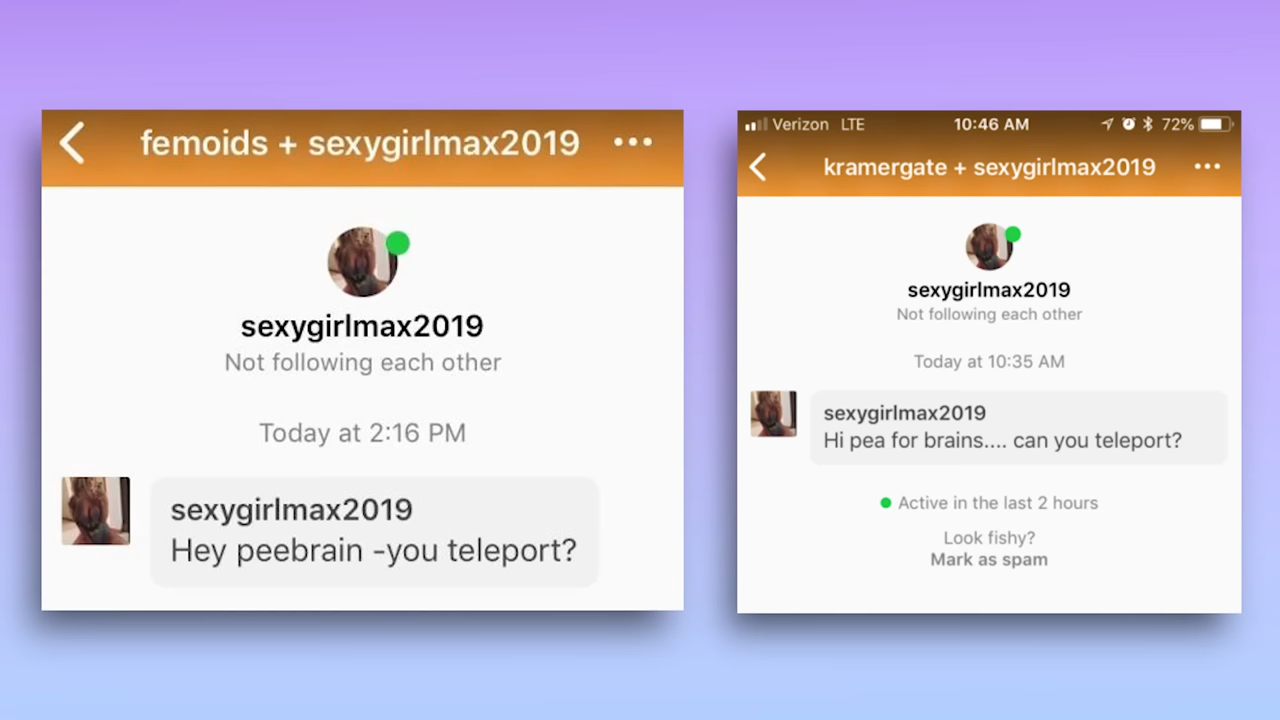 femoids + sexygirlmax2019
sexygirlmax2019
Not following each other
Today at 2:16 PM
sexygirlmax2019
Hey peebrain -you teleport?
Verizon LTE 10:46 AM 72%
kramergate + sexygirlmax2019
sexygirlmax2019
Not following each other
Today at 10:35 AM
sexygirlmax2019
Hi pea for brains.... can you teleport?
Active in the last 2 hours
Look fishy?
Mark as spam